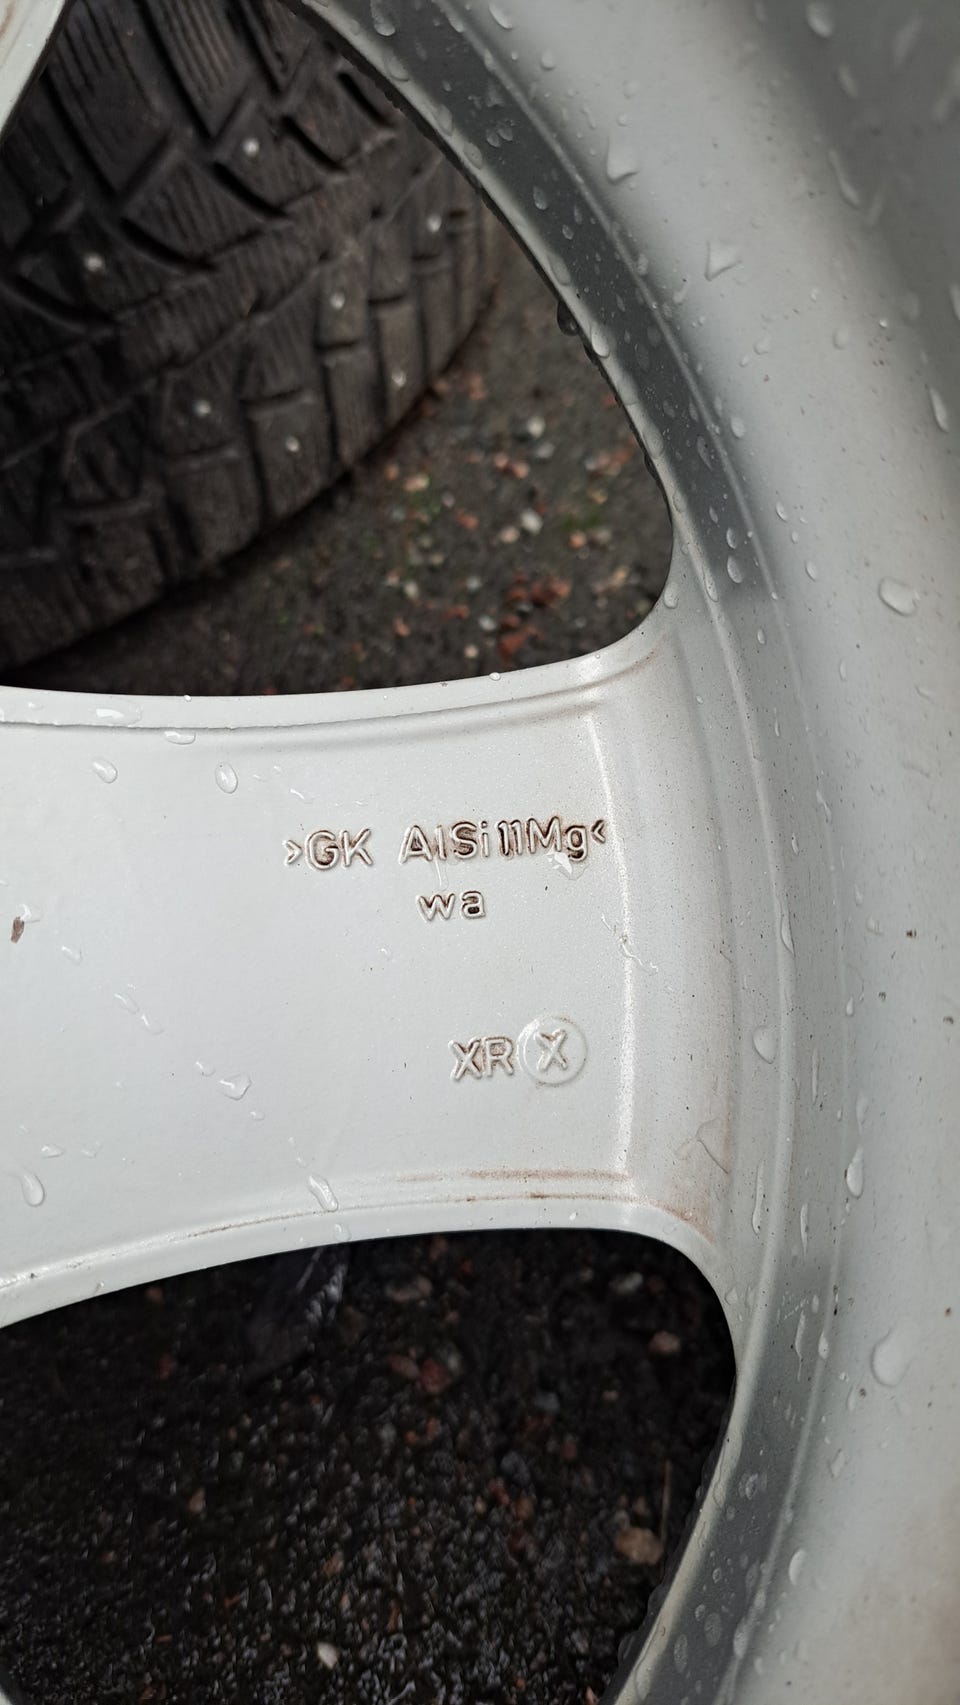 >GK AlSi11Mg<
wa
XR X